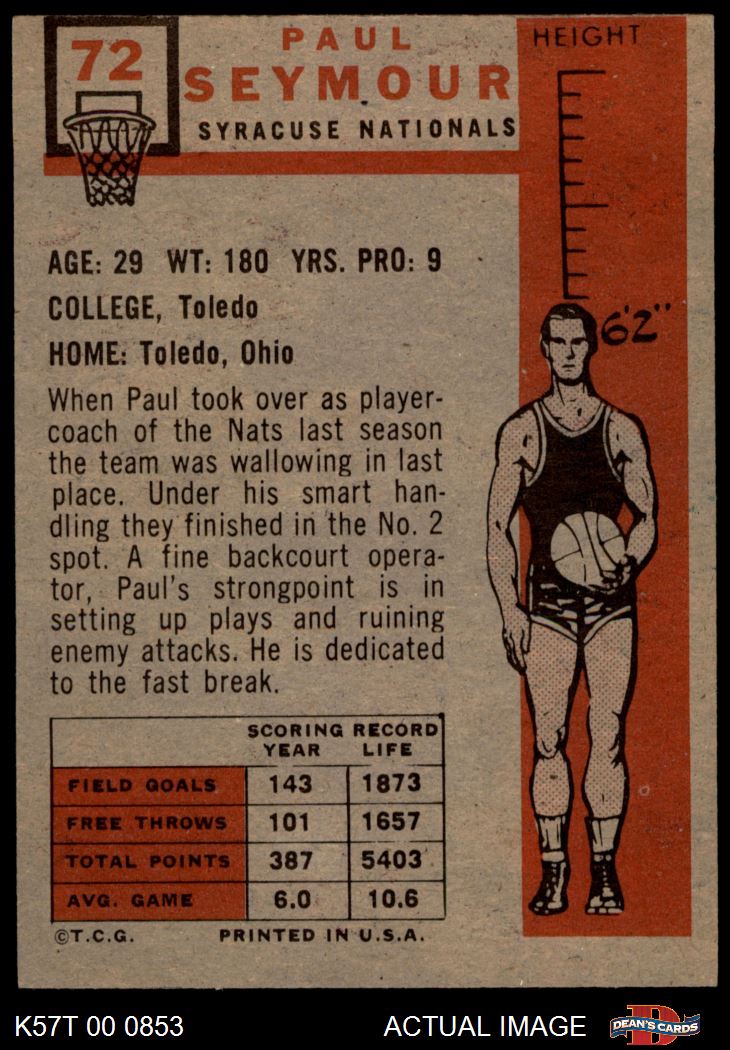 72
PAUL
SEYMOUR
SYRACUSE NATIONALS
HEIGHT
6'2"
AGE: 29 WT: 180 YRS. PRO: 9
COLLEGE, Toledo
HOME: Toledo, Ohio
When Paul took over as player-
coach of the Nats last season
the team was wallowing in last
place. Under his smart han-
dling they finished in the No. 2
spot. A fine backcourt opera-
tor, Paul's strongpoint is in
setting up plays and ruining
enemy attacks. He is dedicated
to the fast break.
SCORING RECORD
YEAR LIFE
FIELD GOALS 143 1873
FREE THROWS 101 1657
TOTAL POINTS 387 5403
AVG. GAME 6.0 10.6
©T.C.G. PRINTED IN U.S.A.
K57T 00 0853 ACTUAL IMAGE
D
DEAN'S CARDS